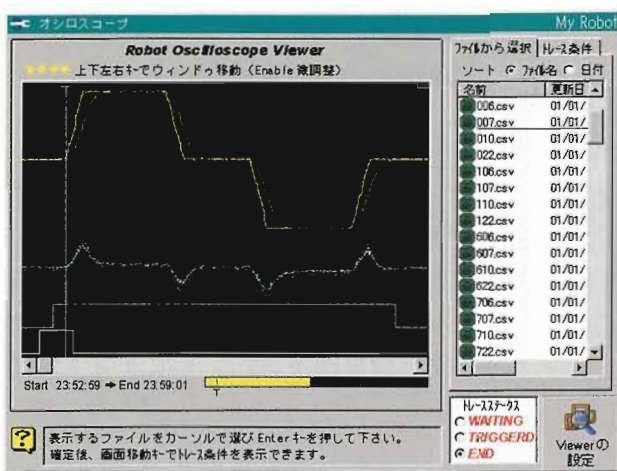 オシロスコープ
My Robot
Robot Oscilloscope Viewer
上下左右キーでウィンドゥ移動(Enable 微調整)
ファイルから選択
トレース条件
ソート ファイル名 日付
名前 更新日
006.csv 01/01/
007.csv 01/01/
010.csv 01/01/
022.csv 01/01/
106.csv 01/01/
107.csv 01/01/
110.csv 01/01/
122.csv 01/01/
606.csv 01/01/
607.csv 01/01/
610.csv 01/01/
622.csv 01/01/
706.csv 01/01/
707.csv 01/01/
710.csv 01/01/
722.csv 01/01/
Start 23:52:59 ➔ End 23:59:01
T
表示するファイルをカーソルで選び Enter キーを押して下さい。
確定後、画面移動キーでトレース条件を表示できます。
トレースステータス
WAITING
TRIGGERD
END
Viewerの
設定